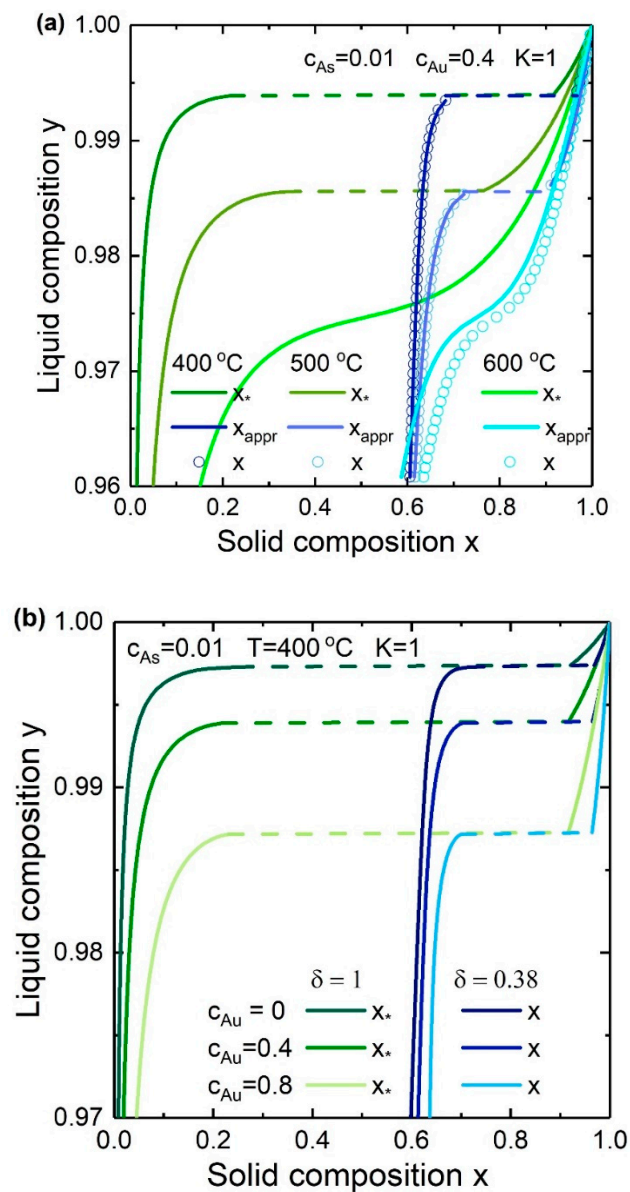 (a)
1.00
c_As=0.01 c_Au=0.4 K=1
0.99
0.98
0.97
0.96
Liquid composition y
400 °C 500 °C 600 °C
x* x* x*
x_appr x_appr x_appr
x x x
0.0 0.2 0.4 0.6 0.8 1.0
Solid composition x
(b)
1.00
c_As=0.01 T=400 °C K=1
0.99
0.98
0.97
Liquid composition y
δ = 1 δ = 0.38
c_Au = 0 x* x
c_Au=0.4 x* x
c_Au=0.8 x* x
0.0 0.2 0.4 0.6 0.8 1.0
Solid composition x